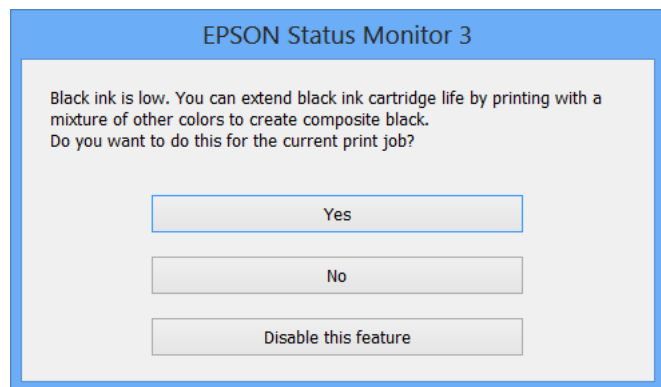 EPSON Status Monitor 3
Black ink is low. You can extend black ink cartridge life by printing with a
mixture of other colors to create composite black.
Do you want to do this for the current print job?
Yes
No
Disable this feature